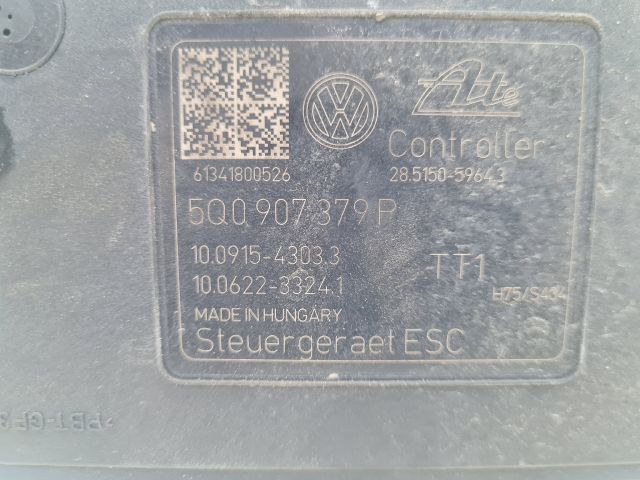 Ate
Controller
61341800526
28.5150-5964.3
5Q0 907 379 P
10.0915-4303.3
TT1
10.0622-3324.1
H75/S434
MADE IN HUNGARY
Steuergeraet ESC